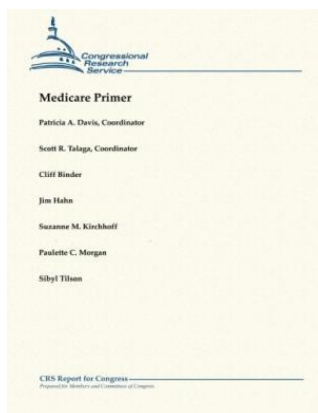 Congressional
Research
Service
Medicare Primer
Patricia A. Davis, Coordinator
Scott R. Talaga, Coordinator
Cliff Binder
Jim Hahn
Suzanne M. Kirchhoff
Paulette C. Morgan
Sibyl Tilson
CRS Report for Congress
Prepared for Members and Committees of Congress